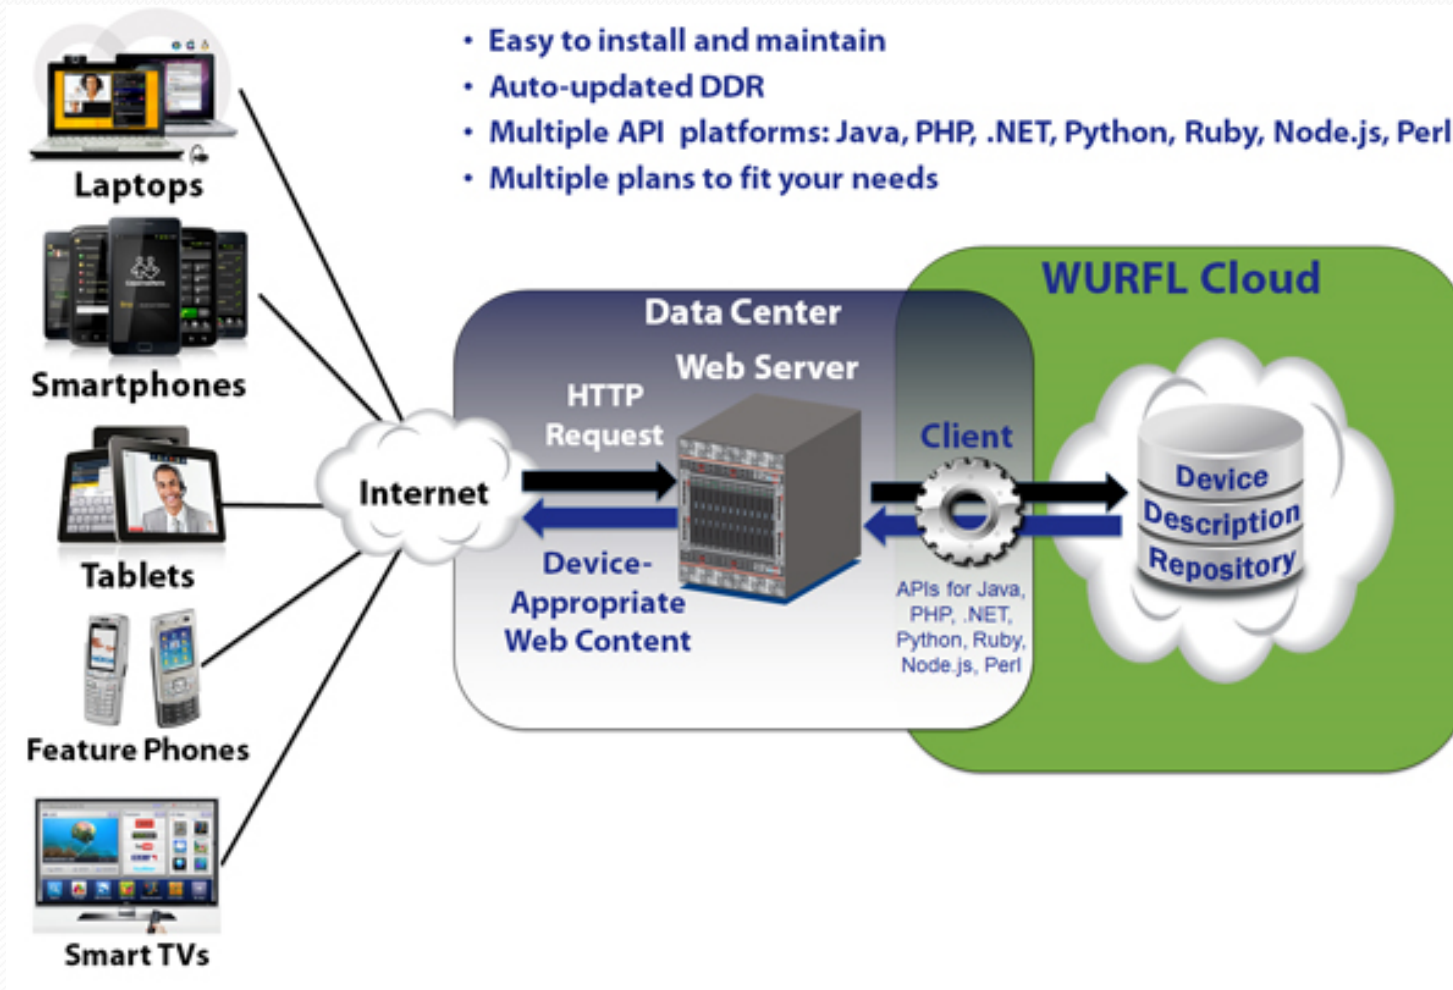 • Easy to install and maintain
• Auto-updated DDR
• Multiple API platforms: Java, PHP, .NET, Python, Ruby, Node.js, Perl
• Multiple plans to fit your needs
Laptops
Smartphones
Tablets
Feature Phones
Smart TVs
Internet
Data Center
Web Server
HTTP
Request
Device-
Appropriate
Web Content
Client
APIs for Java,
PHP, .NET,
Python, Ruby,
Node.js, Perl
WURFL Cloud
Device
Description
Repository